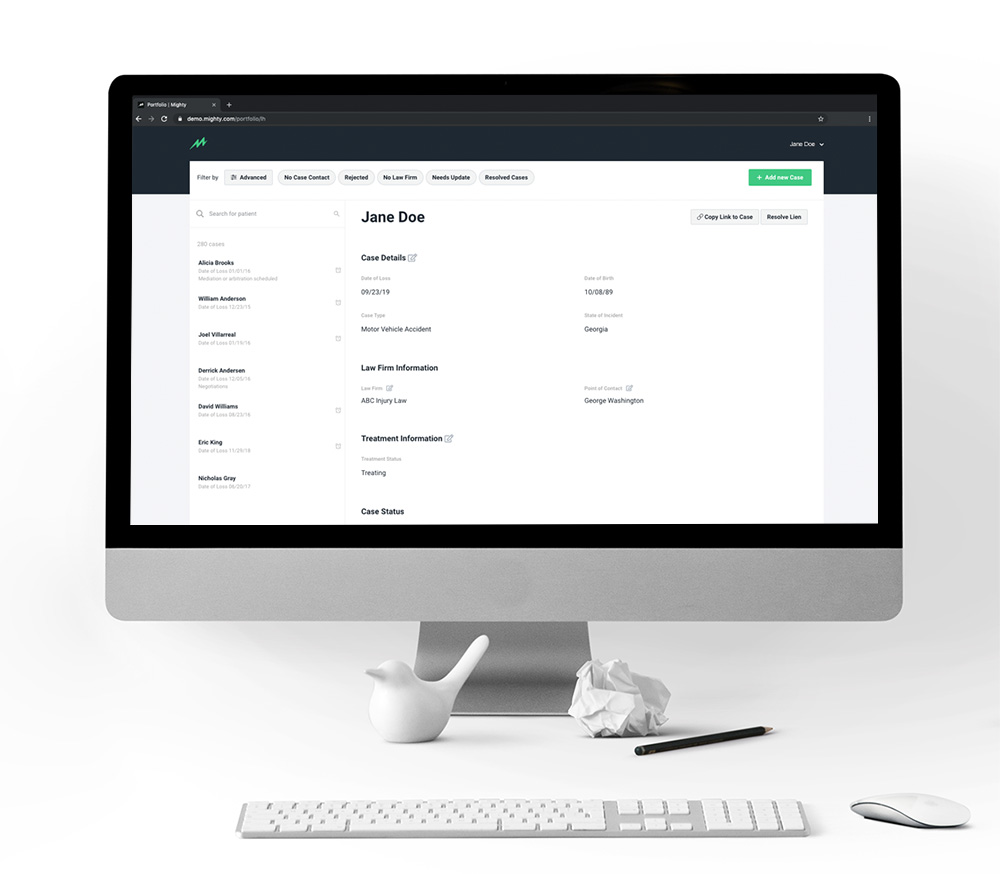 Portfolio | Mighty
demo.mighty.com/portfolio/lh
Jane Doe
Filter by Advanced No Case Contact Rejected No Law Firm Needs Update Resolved Cases + Add new Case
Search for patient
280 cases
Alicia Brooks
Date of Loss 01/01/16
Mediation or arbitration scheduled
William Anderson
Date of Loss 12/23/15
Joel Villarreal
Date of Loss 01/19/16
Derrick Andersen
Date of Loss 12/05/16
Negotiations
David Williams
Date of Loss 08/23/16
Eric King
Date of Loss 11/29/18
Nicholas Gray
Date of Loss 06/20/17
Jane Doe
Copy Link to Case Resolve Lien
Case Details
Date of Loss Date of Birth
09/23/19 10/08/89
Case Type State of Incident
Motor Vehicle Accident Georgia
Law Firm Information
Law Firm Point of Contact
ABC Injury Law George Washington
Treatment Information
Treatment Status
Treating
Case Status